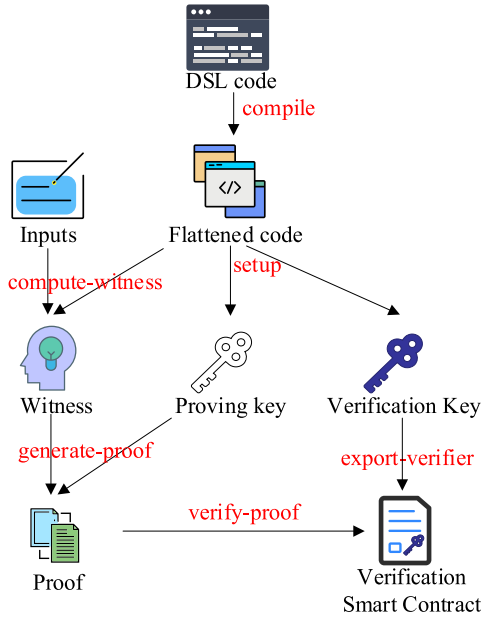 DSL code
compile
</>
Inputs
Flattened code
setup
compute-witness
Witness
Proving key
Verification Key
generate-proof
export-verifier
verify-proof
Proof
Verification
Smart Contract